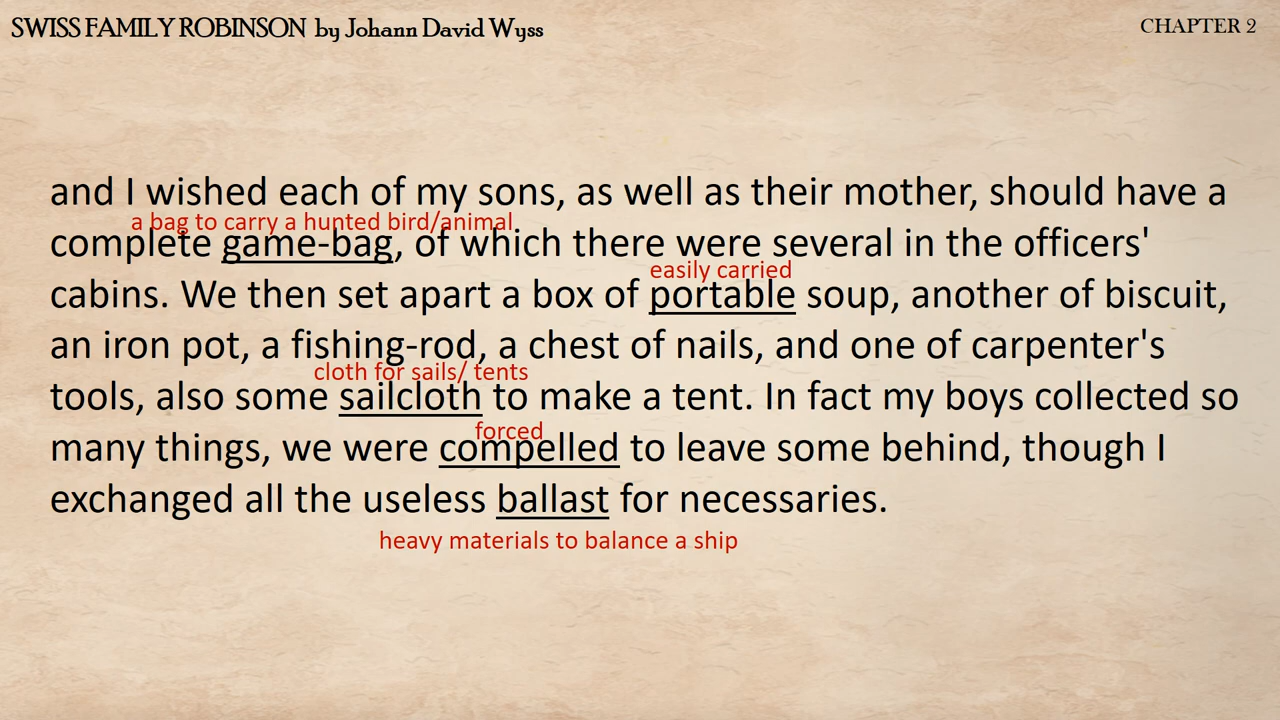 SWISS FAMILY ROBINSON by Johann David Wyss
CHAPTER 2
and I wished each of my sons, as well as their mother, should have a
a bag to carry a hunted bird/animal.
complete game-bag, of which there were several in the officers'
easily carried
cabins. We then set apart a box of portable soup, another of biscuit,
an iron pot, a fishing-rod, a chest of nails, and one of carpenter's
cloth for sails/ tents
tools, also some sailcloth to make a tent. In fact my boys collected so
forced
many things, we were compelled to leave some behind, though I
exchanged all the useless ballast for necessaries.
heavy materials to balance a ship